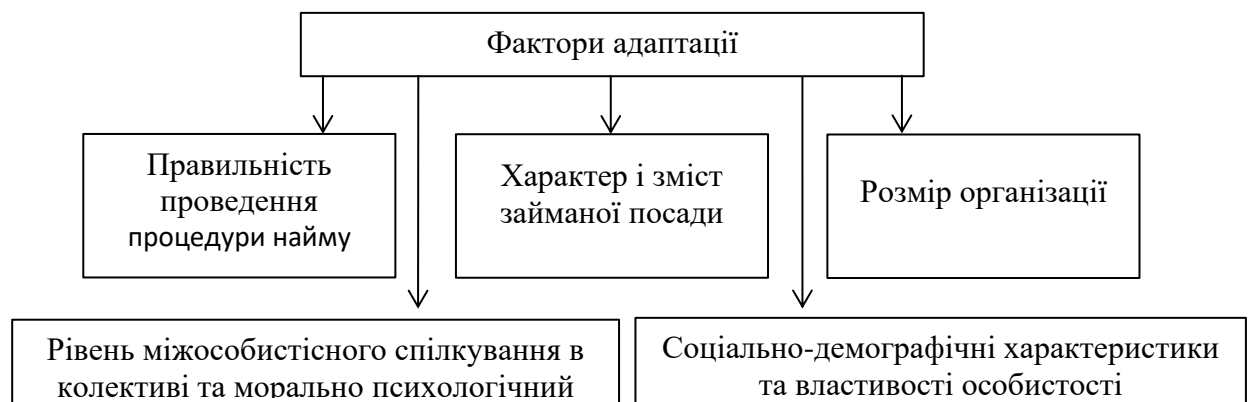 Фактори адаптації
Правильність
проведення
процедури найму
Характер і зміст
займаної посади
Розмір організації
Рівень міжособистісного спілкування в
колективі та морально психологічний
Соціально-демографічні характеристики
та властивості особистості